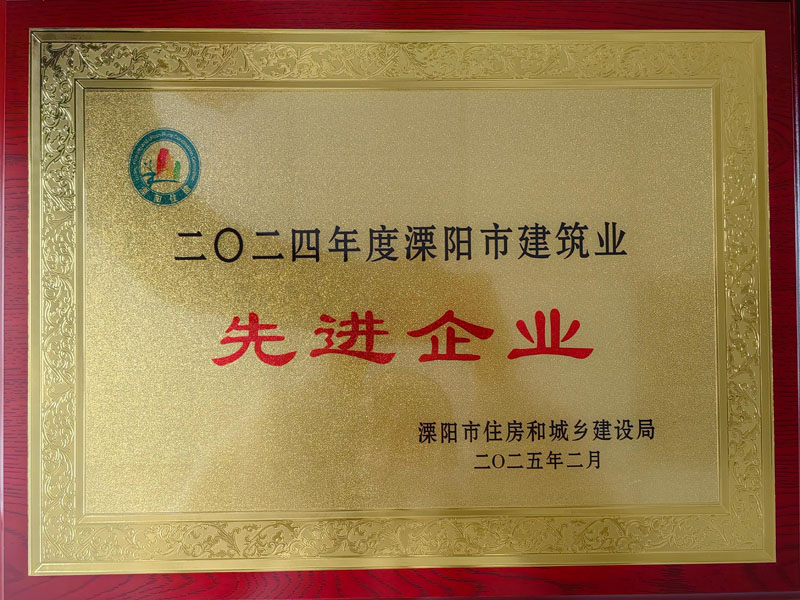 二〇二四年度溧阳市建筑业
先进企业
溧阳市住房和城乡建设局
二〇二五年二月